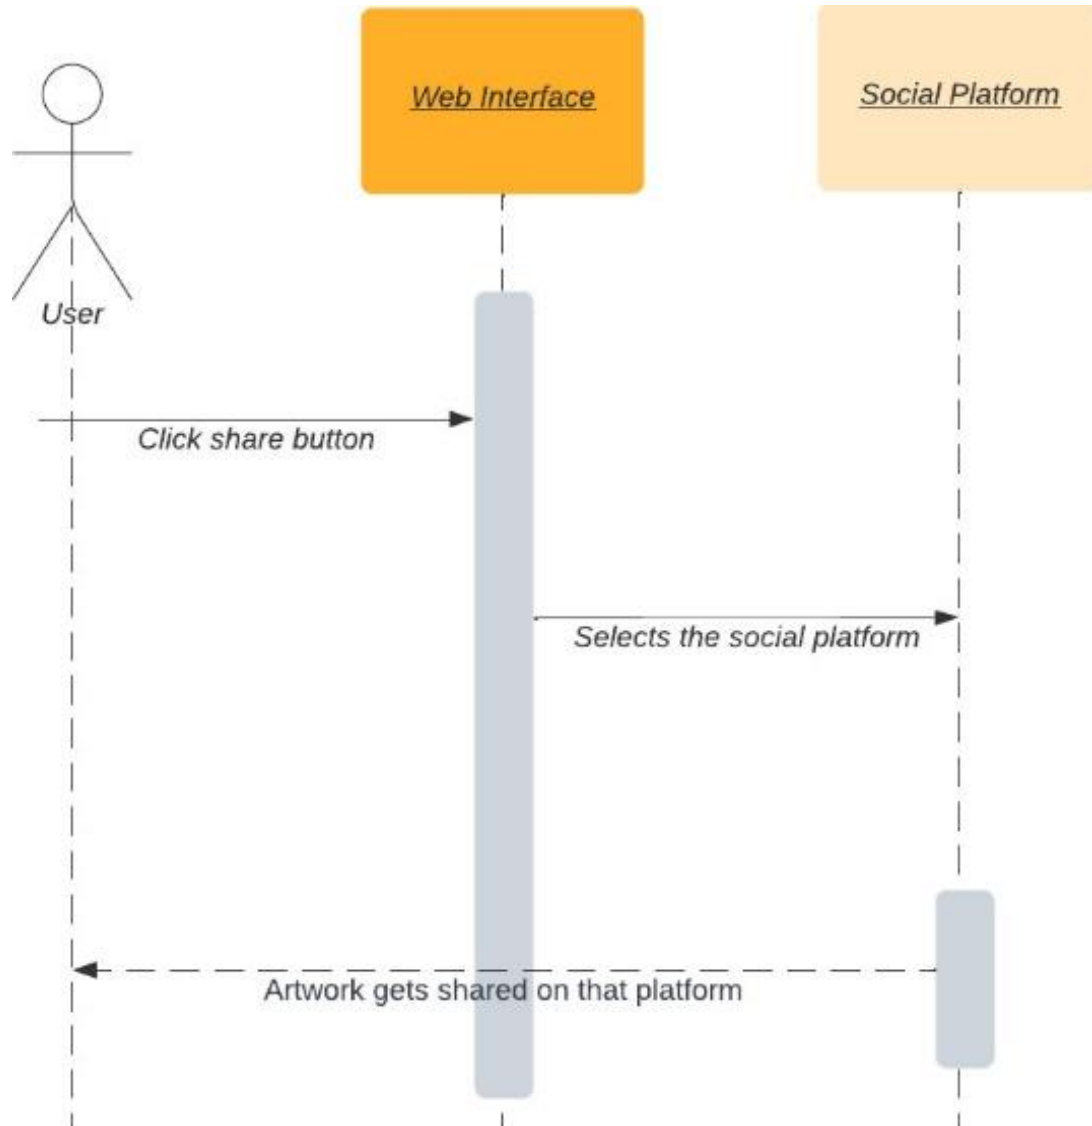 Web Interface
Social Platform
User
Click share button
Selects the social platform
Artwork gets shared on that platform